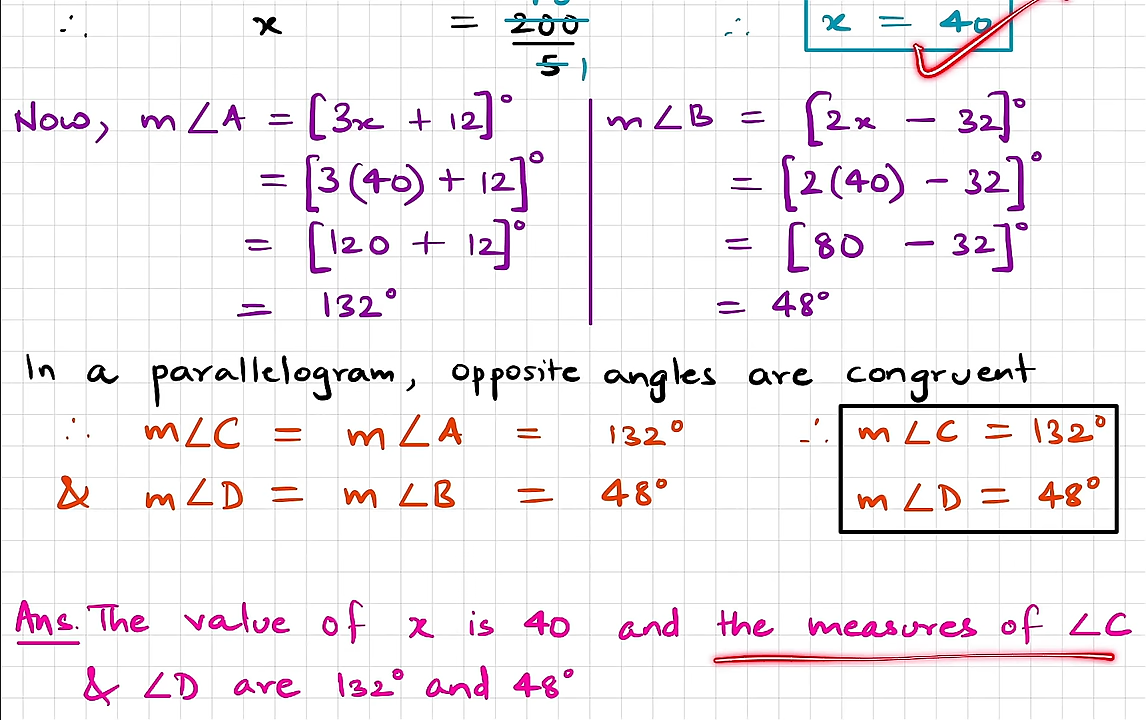 ∴ x = 200/5 ∴ x = 40
Now, m∠A = [3x + 12]°
= [3(40) + 12]°
= [120 + 12]°
= 132°
m∠B = [2x - 32]°
= [2(40) - 32]°
= [80 - 32]°
= 48°
In a parallelogram, opposite angles are congruent
∴ m∠C = m∠A = 132°
& m∠D = m∠B = 48°
∴ m∠C = 132°
m∠D = 48°
Ans. The value of x is 40 and the measures of ∠C
& ∠D are 132° and 48°